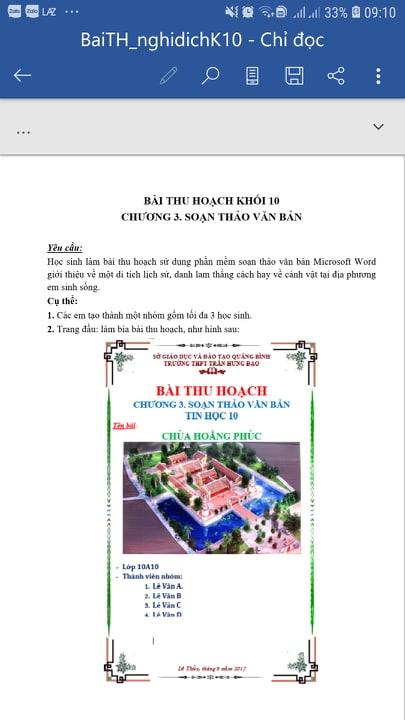 Zalo Zalo LAZ ... 33% 09:10
BaiTH_nghidichK10 - Chỉ đọc
...
BÀI THU HOẠCH KHỐI 10
CHƯƠNG 3. SOẠN THẢO VĂN BẢN
Yêu cầu:
Học sinh làm bài thu hoạch sử dụng phần mềm soạn thảo văn bản Microsoft Word
giới thiệu về một di tích lịch sử, danh lam thắng cách hay về cảnh vật tại địa phương
em sinh sống.
Cụ thể:
1. Các em tạo thành một nhóm gồm tối đa 3 học sinh.
2. Trang đầu: làm bìa bài thu hoạch, như hình sau:
SỞ GIÁO DỤC VÀ ĐÀO TẠO QUẢNG BÌNH
TRƯỜNG THPT TRẦN HƯNG ĐẠO
BÀI THU HOẠCH
CHƯƠNG 3. SOẠN THẢO VĂN BẢN
TIN HỌC 10
Tên bài:
CHÙA HOẰNG PHÚC
- Lớp 10A10
- Thành viên nhóm:
1. Lê Văn A.
2. Lê Văn B
3. Lê Văn C
4. Lê Văn D
Lệ Thủy, tháng 9 năm 2017